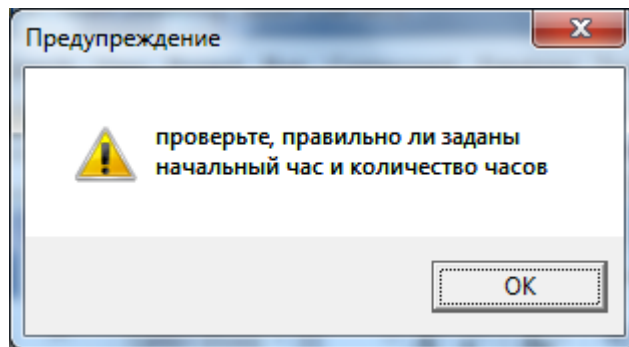 Предупреждение
проверьте, правильно ли заданы
начальный час и количество часов
OK